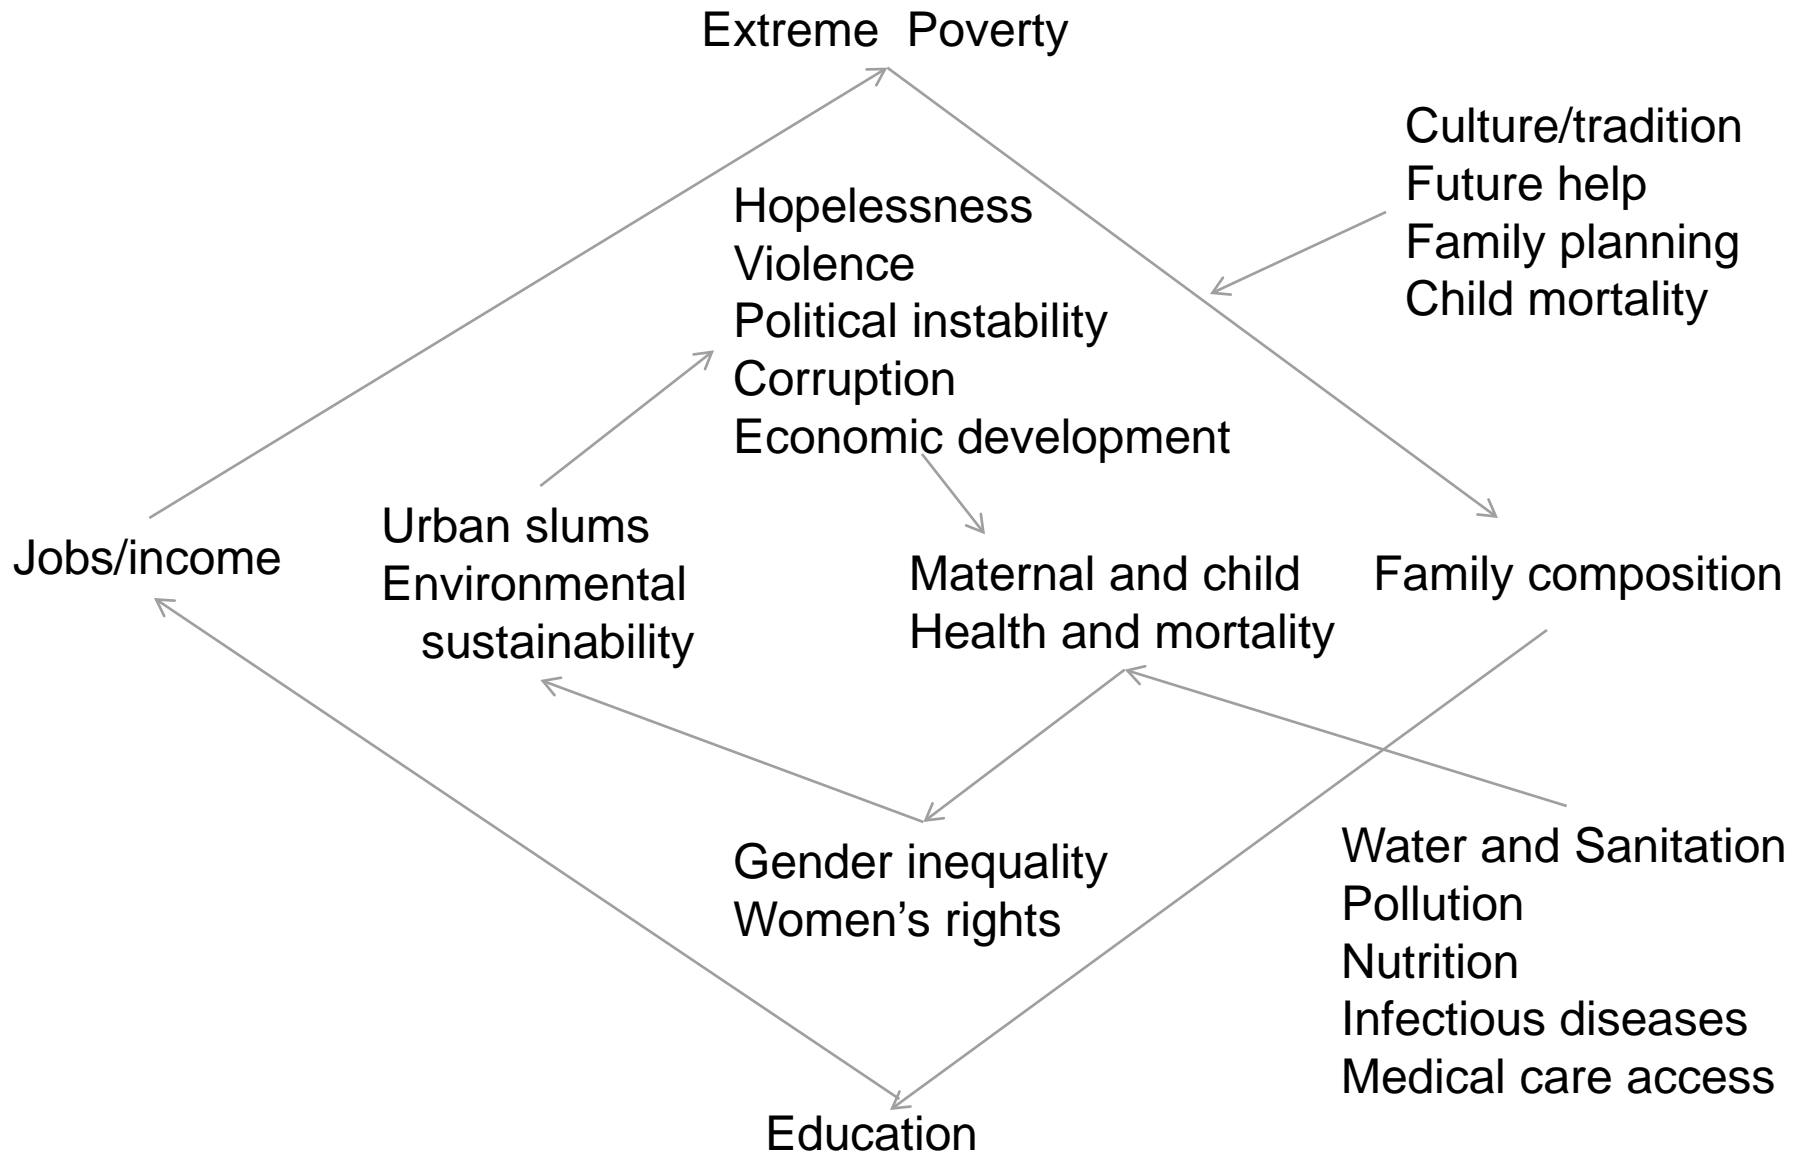 Extreme  Poverty
Culture/tradition
Future help
Family planning
Child mortality
Hopelessness
Violence
Political instability
Corruption
Economic development
Jobs/income
Urban slums
Environmental
sustainability
Maternal and child
Health and mortality
Family composition
Gender inequality
Women’s rights
Water and Sanitation
Pollution
Nutrition
Infectious diseases
Medical care access
Education